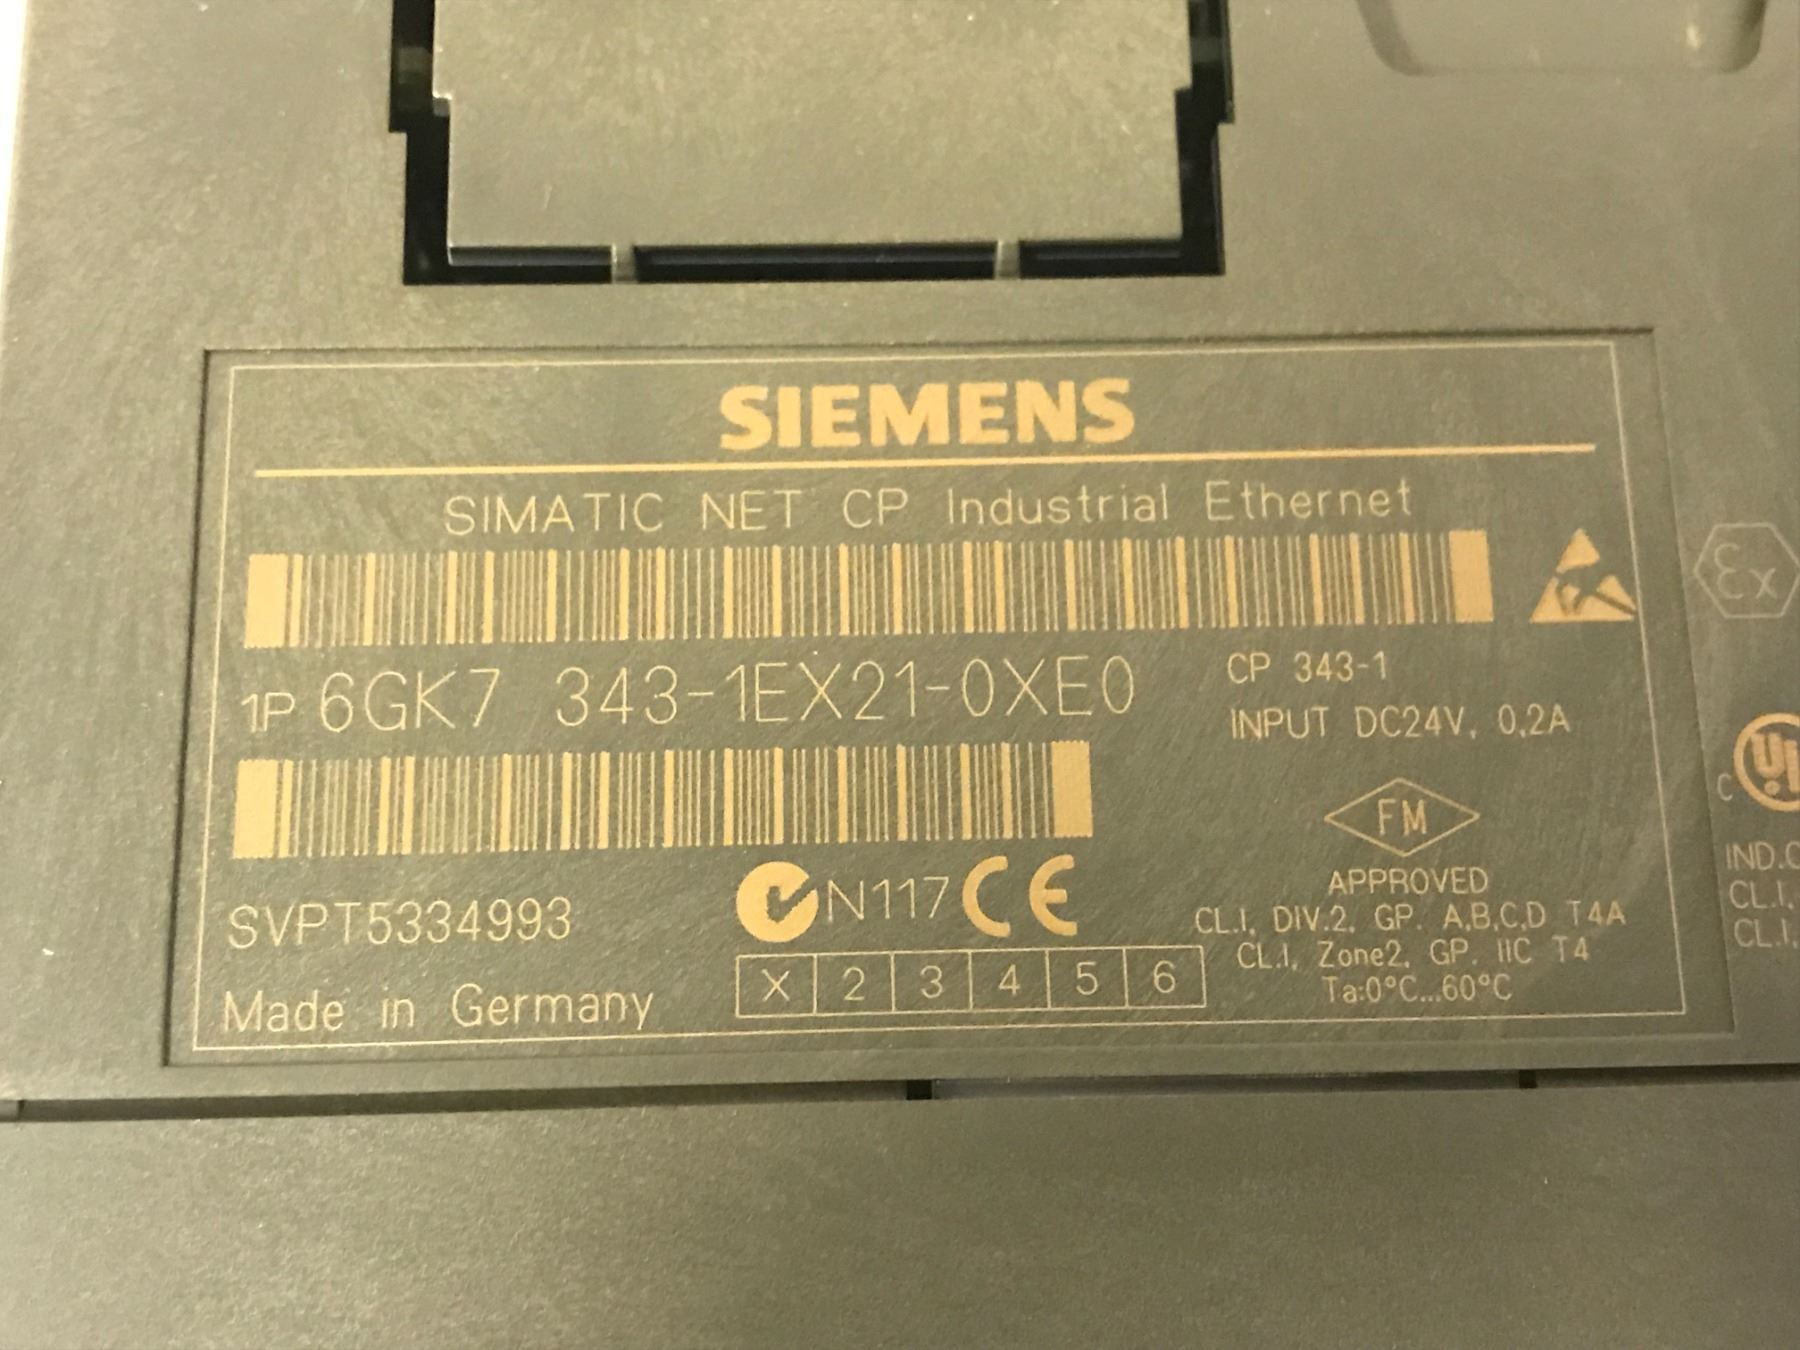 SIEMENS
SIMATIC NET CP Industrial Ethernet
1P 6GK7 343-1EX21-0XE0
CP 343-1
INPUT DC24V, 0,2A
FM
APPROVED
CL.I, DIV.2, GP. A,B,C,D T4A
CL.I, Zone2, GP. IIC T4
Ta:0°C...60°C
SVPT5334993
N117 CE
Made in Germany
X 2 3 4 5 6
Ex
C
IND.C
CL.I,
CL.I,